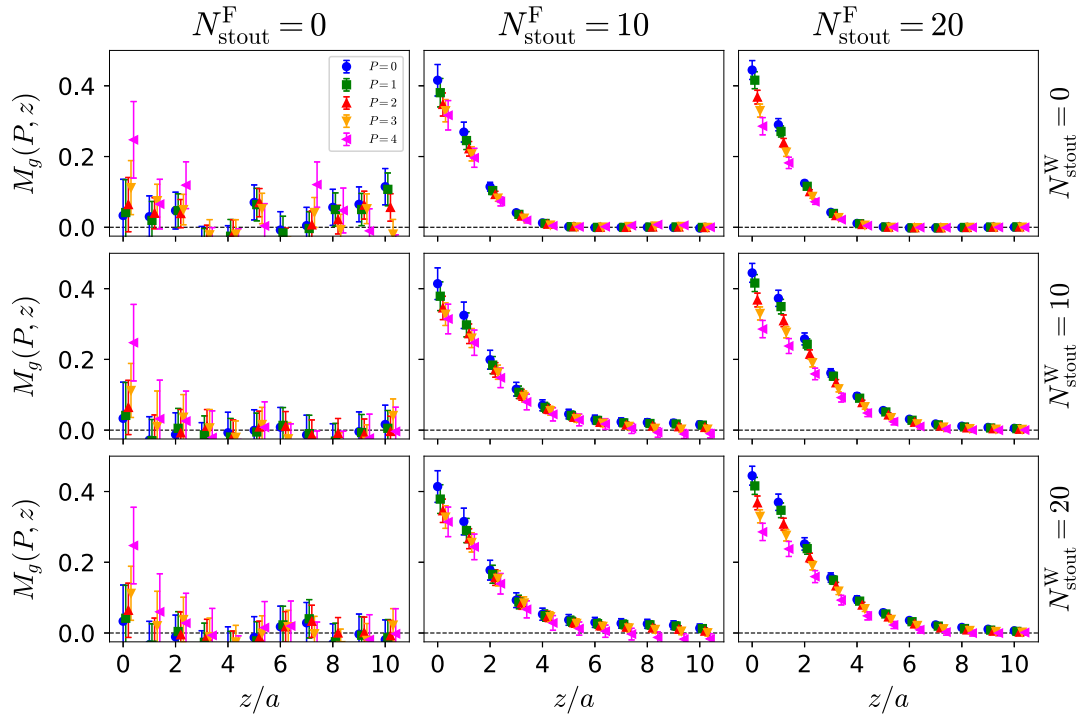 N^F_stout = 0 N^F_stout = 10 N^F_stout = 20
P = 0
P = 1
P = 2
P = 3
P = 4
0.4
0.2
0.0
M_g(P, z)
N^W_stout = 0
0.4
0.2
0.0
M_g(P, z)
N^W_stout = 10
0.4
0.2
0.0
M_g(P, z)
N^W_stout = 20
0 2 4 6 8 10 0 2 4 6 8 10 0 2 4 6 8 10
z/a z/a z/a